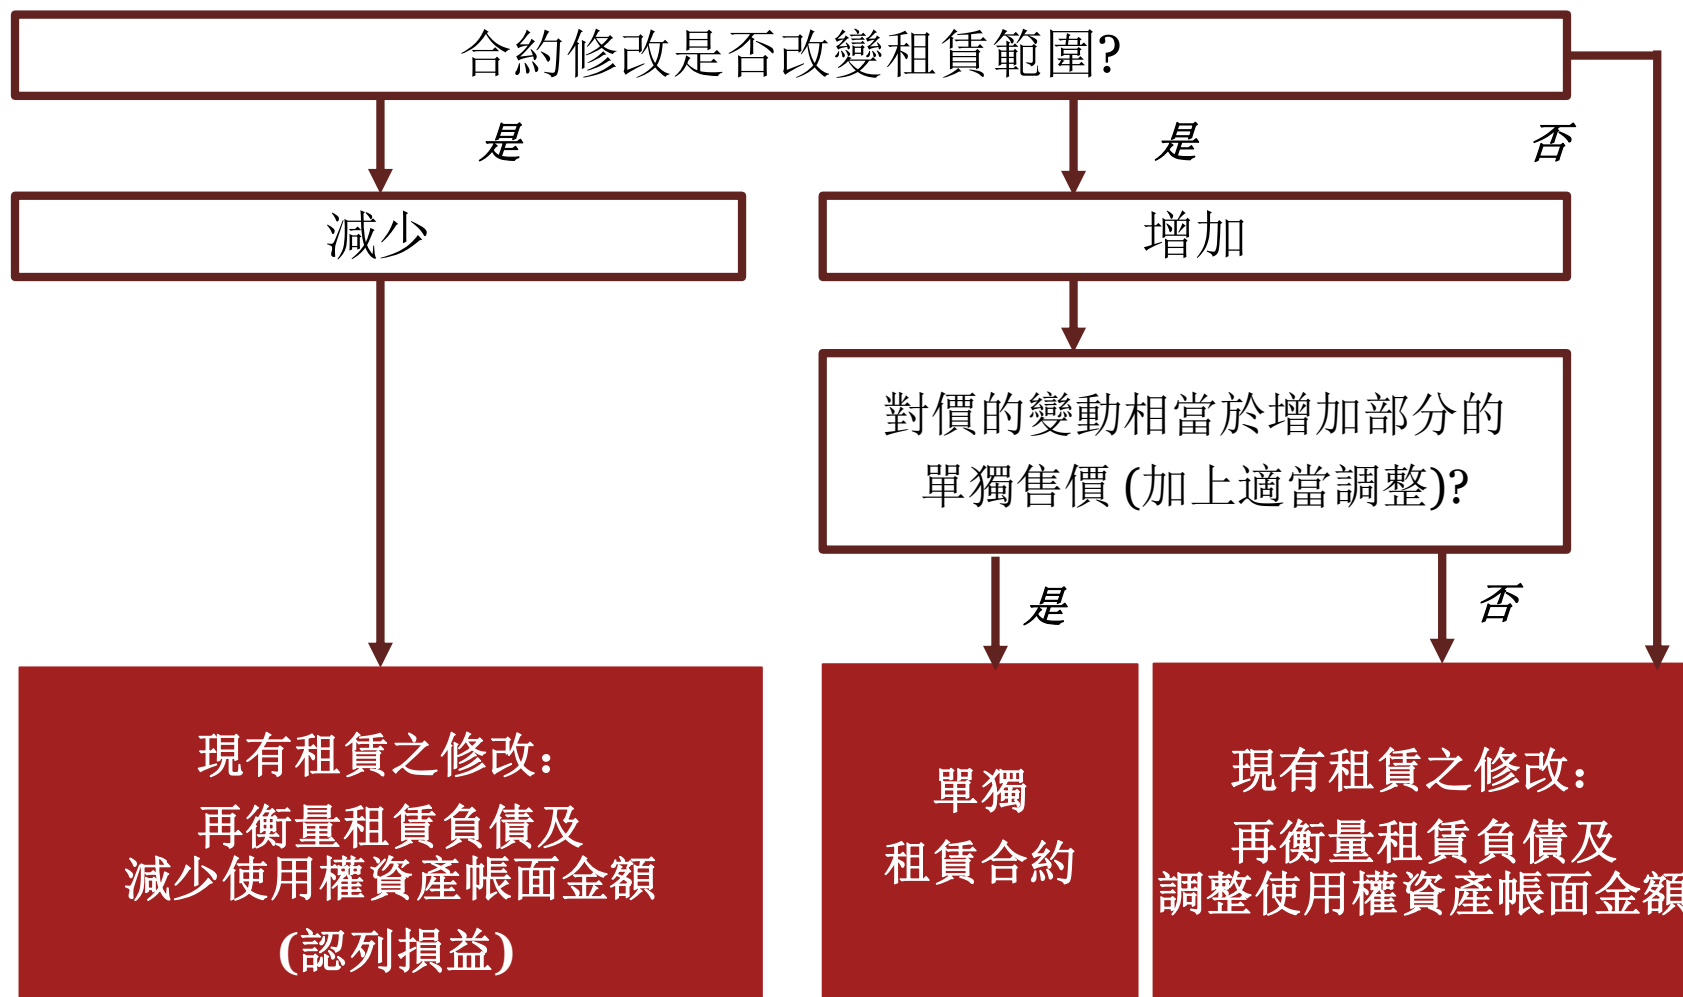 合約修改是否改變租賃範圍?
是
是
否
減少
增加
對價的變動相當於增加部分的
單獨售價 (加上適當調整)?
是
否
現有租賃之修改:
再衡量租賃負債及
減少使用權資產帳面金額
(認列損益)
單獨
租賃合約
現有租賃之修改:
再衡量租賃負債及
調整使用權資產帳面金額